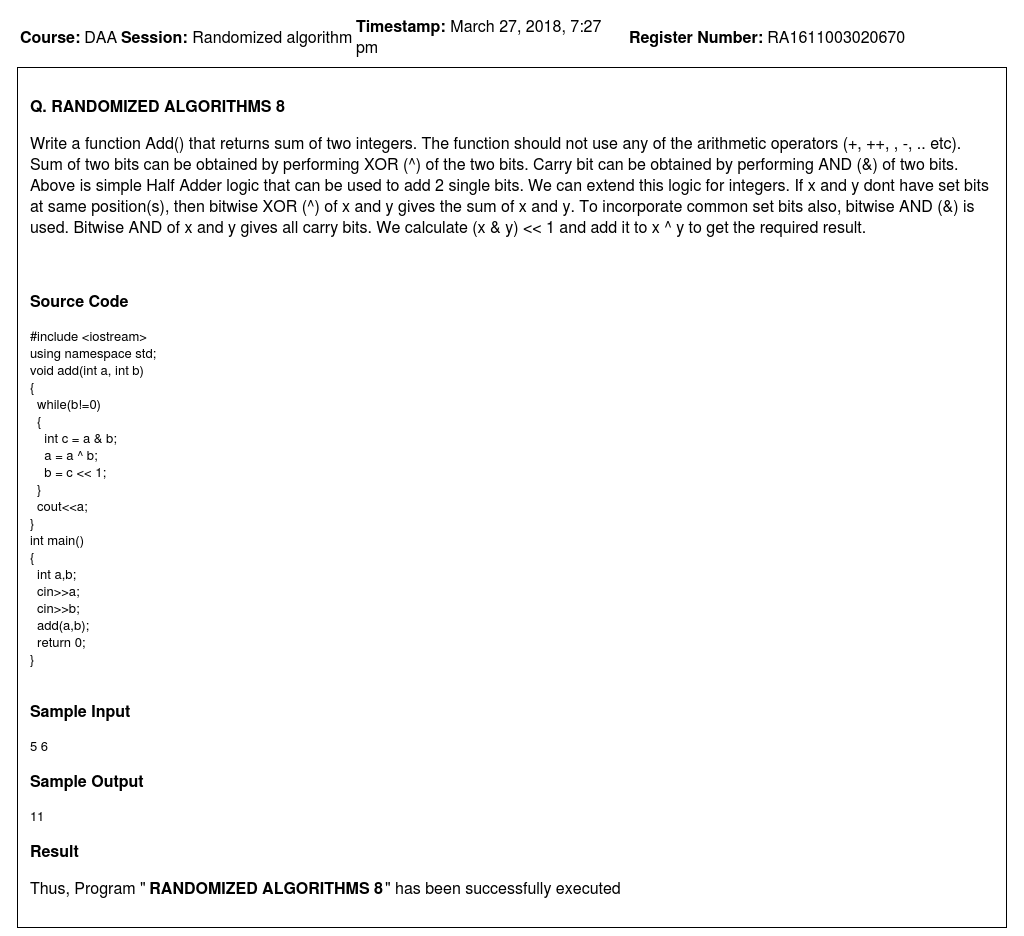 Course: DAA Session: Randomized algorithm Timestamp: March 27, 2018, 7:27 pm Register Number: RA1611003020670
Q. RANDOMIZED ALGORITHMS 8
Write a function Add() that returns sum of two integers. The function should not use any of the arithmetic operators (+, ++, , -, .. etc).
Sum of two bits can be obtained by performing XOR (^) of the two bits. Carry bit can be obtained by performing AND (&) of two bits.
Above is simple Half Adder logic that can be used to add 2 single bits. We can extend this logic for integers. If x and y dont have set bits
at same position(s), then bitwise XOR (^) of x and y gives the sum of x and y. To incorporate common set bits also, bitwise AND (&) is
used. Bitwise AND of x and y gives all carry bits. We calculate (x & y) << 1 and add it to x ^ y to get the required result.
Source Code
#include <iostream>
using namespace std;
void add(int a, int b)
{
while(b!=0)
{
int c = a & b;
a = a ^ b;
b = c << 1;
}
cout<<a;
}
int main()
{
int a,b;
cin>>a;
cin>>b;
add(a,b);
return 0;
}
Sample Input
5 6
Sample Output
11
Result
Thus, Program " RANDOMIZED ALGORITHMS 8" has been successfully executed